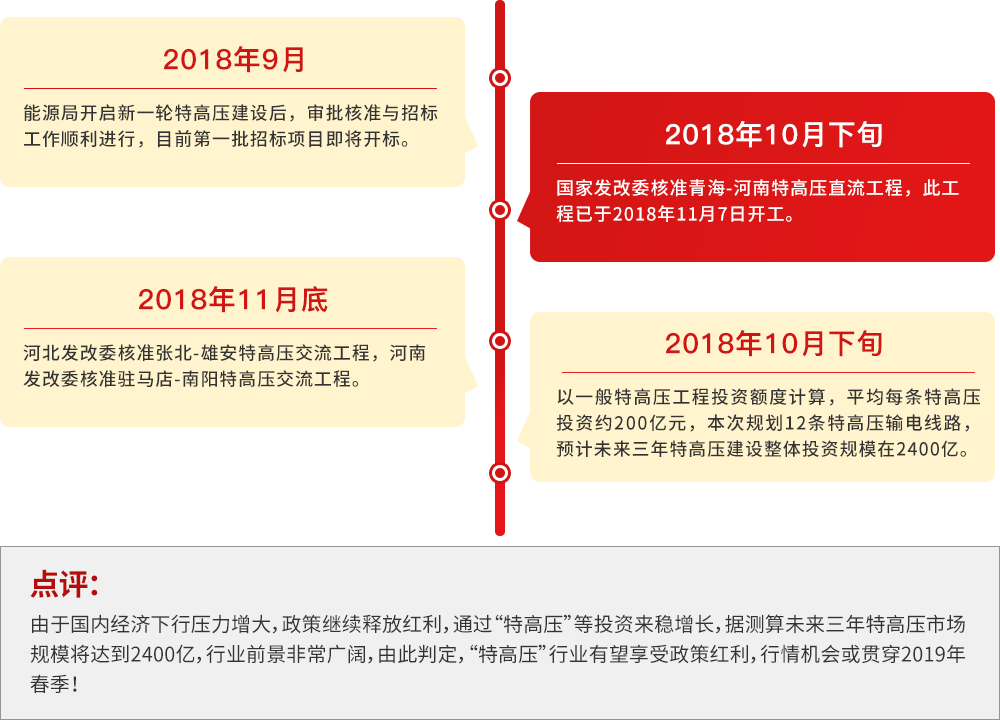 2018年9月
能源局开启新一轮特高压建设后，审批核准与招标
工作顺利进行，目前第一批招标项目即将开标。
2018年10月下旬
国家发改委核准青海-河南特高压直流工程，此工
程已于2018年11月7日开工。
2018年11月底
河北发改委核准张北-雄安特高压交流工程，河南
发改委核准驻马店-南阳特高压交流工程。
2018年10月下旬
以一般特高压工程投资额度计算，平均每条特高压
投资约200亿元，本次规划12条特高压输电线路，
预计未来三年特高压建设整体投资规模在2400亿。
点评：
由于国内经济下行压力增大，政策继续释放红利，通过“特高压”等投资来稳增长，据测算未来三年特高压市场
规模将达到2400亿，行业前景非常广阔，由此判定，“特高压”行业有望享受政策红利，行情机会或贯穿2019年
春季！